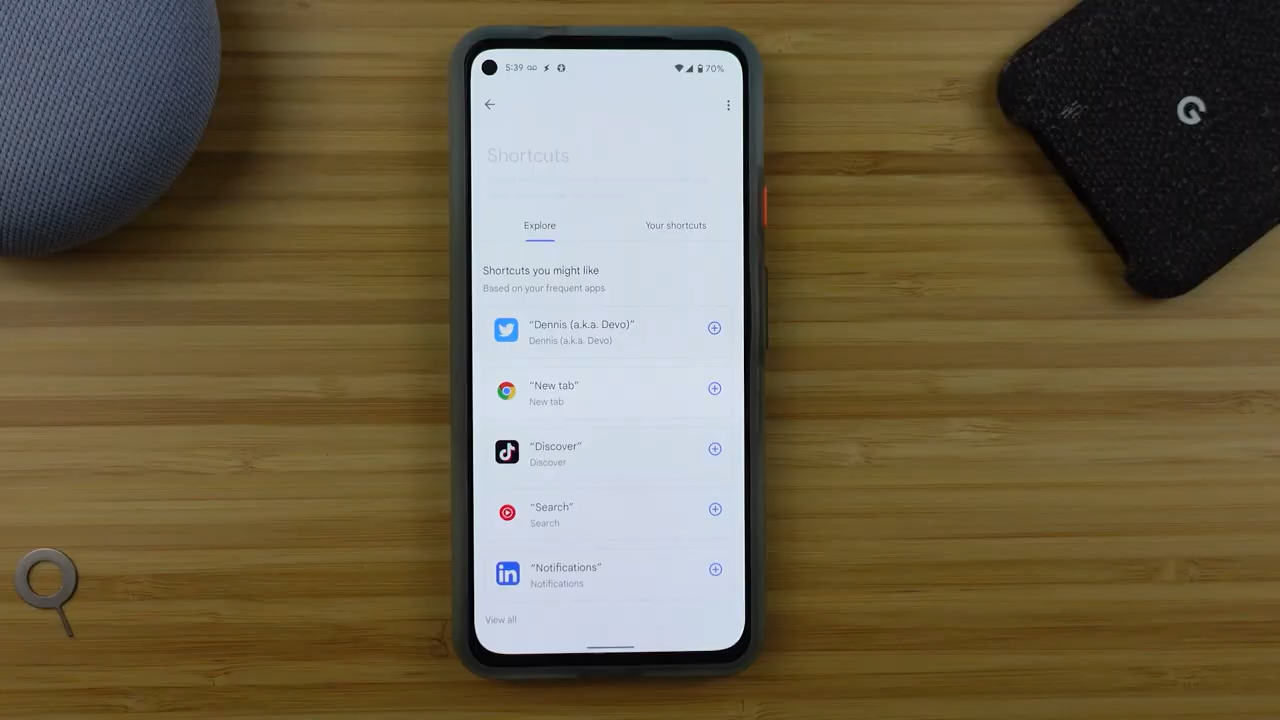 5:39
70%
Shortcuts
Explore
Your shortcuts
Shortcuts you might like
Based on your frequent apps
“Dennis (a.k.a. Devo)”
Dennis (a.k.a. Devo)
“New tab”
New tab
“Discover”
Discover
“Search”
Search
in
“Notifications”
Notifications
View all
G